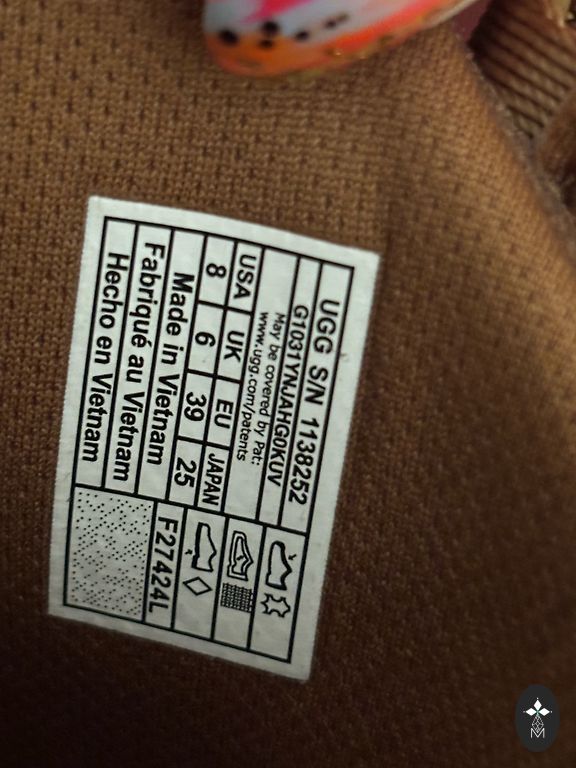 UGG S/N 1138252
G1031YNJAHG0KUV
May be covered by Pat:
www.ugg.com/patents
USA UK EU JAPAN
8 6 39 25
Made in Vietnam
Fabriqué au Vietnam
Hecho en Vietnam
F27424L
M